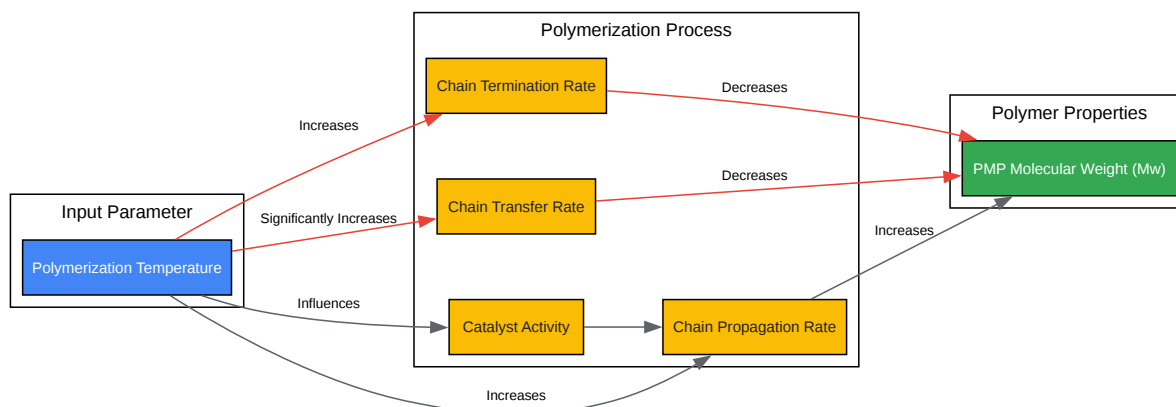 Polymerization Process
Chain Termination Rate
Decreases
Polymer Properties
Increases
PMP Molecular Weight (Mw)
Decreases
Chain Transfer Rate
Input Parameter
Significantly Increases
Increases
Polymerization Temperature
Influences
Catalyst Activity
Chain Propagation Rate
Increases